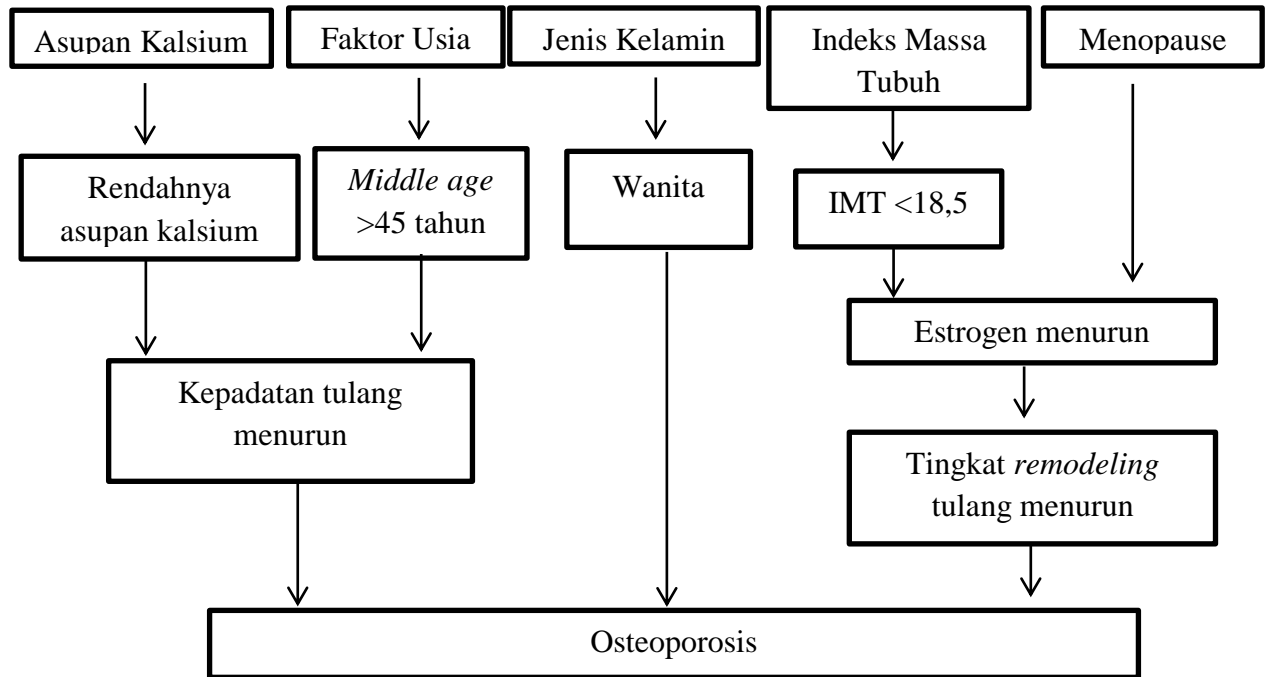 Asupan Kalsium
Faktor Usia
Jenis Kelamin
Indeks Massa
Tubuh
Menopause
Rendahnya
asupan kalsium
Middle age
>45 tahun
Wanita
IMT <18,5
Estrogen menurun
Kepadatan tulang
menurun
Tingkat remodeling
tulang menurun
Osteoporosis